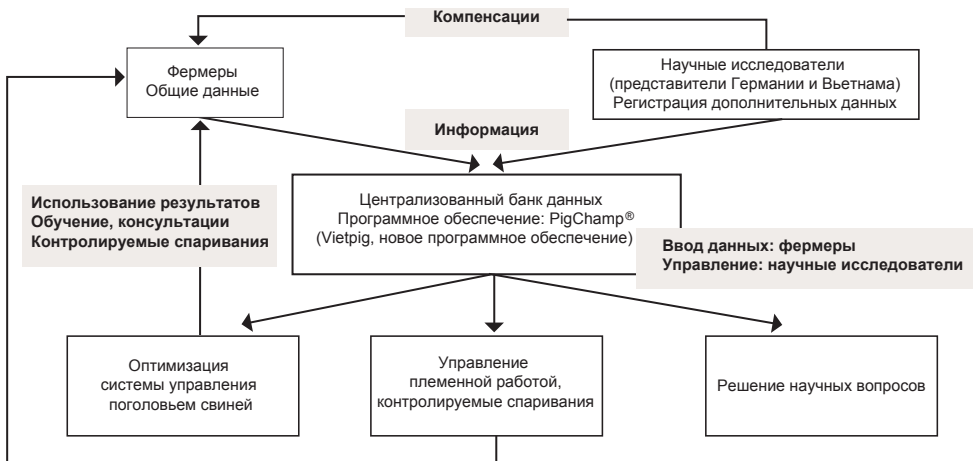 Компенсации
Фермеры
Общие данные
Научные исследователи
(представители Германии и Вьетнама)
Регистрация дополнительных данных
Информация
Использование результатов
Обучение, консультации
Контролируемые спаривания
Централизованный банк данных
Программное обеспечение: PigChamp®
(Vietpig, новое программное обеспечение)
Ввод данных: фермеры
Управление: научные исследователи
Оптимизация
системы управления
поголовьем свиней
Управление
племенной работой,
контролируемые спаривания
Решение научных вопросов